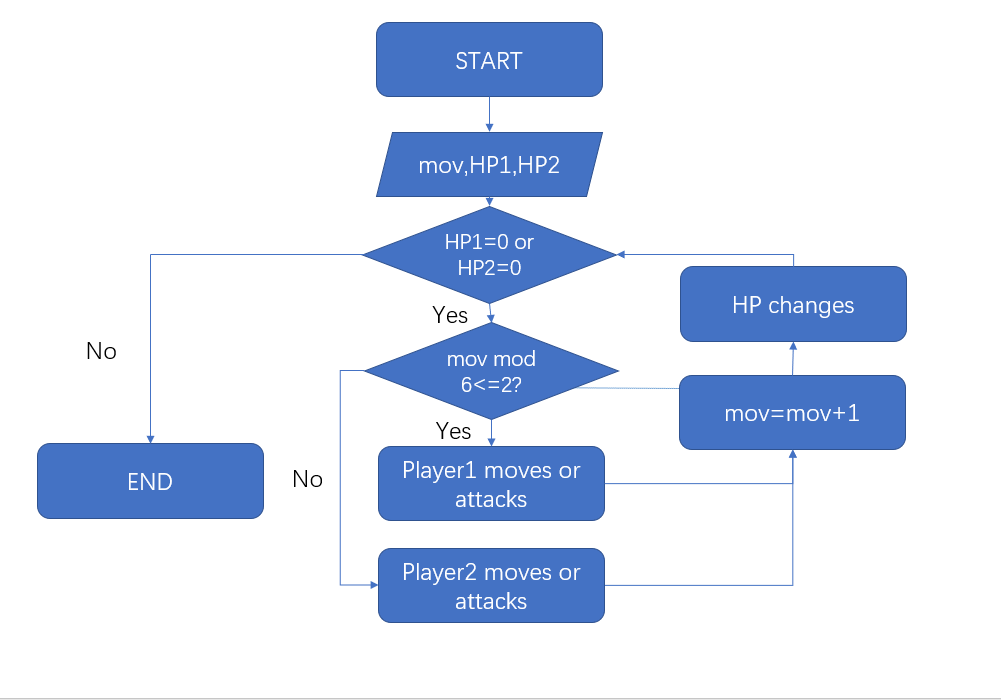 START
mov,HP1,HP2
HP1=0 or
HP2=0
Yes
No
mov mod
6<=2?
Yes
No
Player1 moves or
attacks
Player2 moves or
attacks
HP changes
mov=mov+1
END